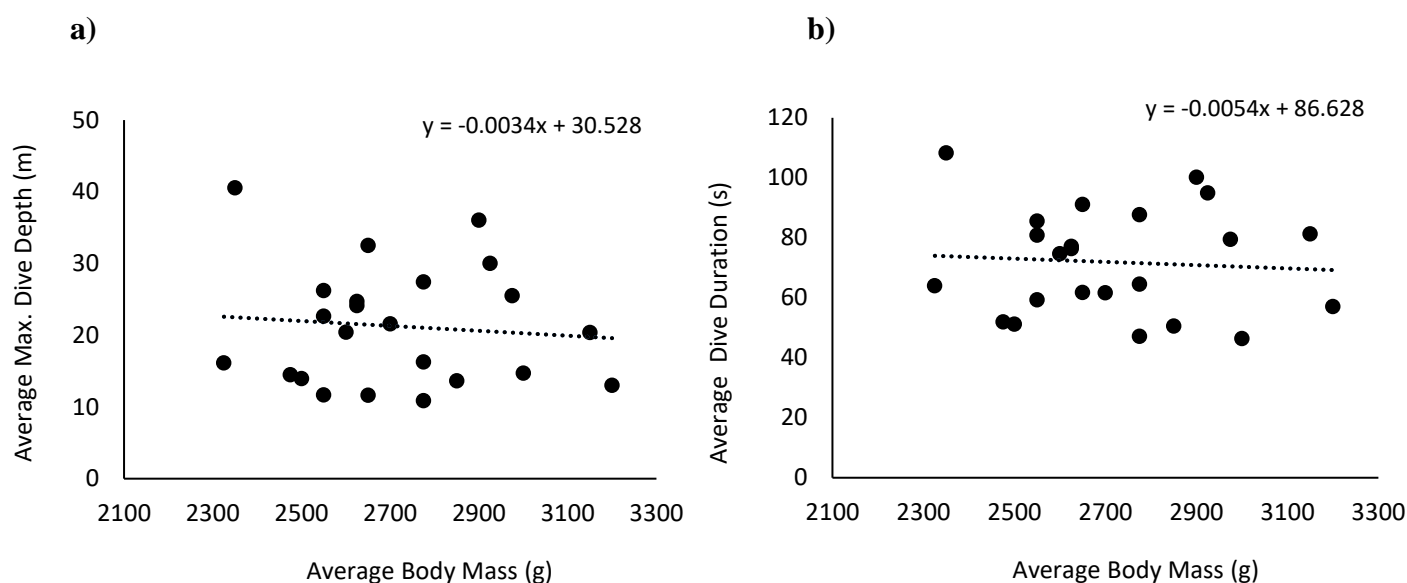 a)
y = -0.0034x + 30.528
50
40
30
20
10
0
2100 2300 2500 2700 2900 3100 3300
Average Max. Dive Depth (m)
Average Body Mass (g)
b)
y = -0.0054x + 86.628
120
100
80
60
40
20
0
2100 2300 2500 2700 2900 3100 3300
Average Dive Duration (s)
Average Body Mass (g)